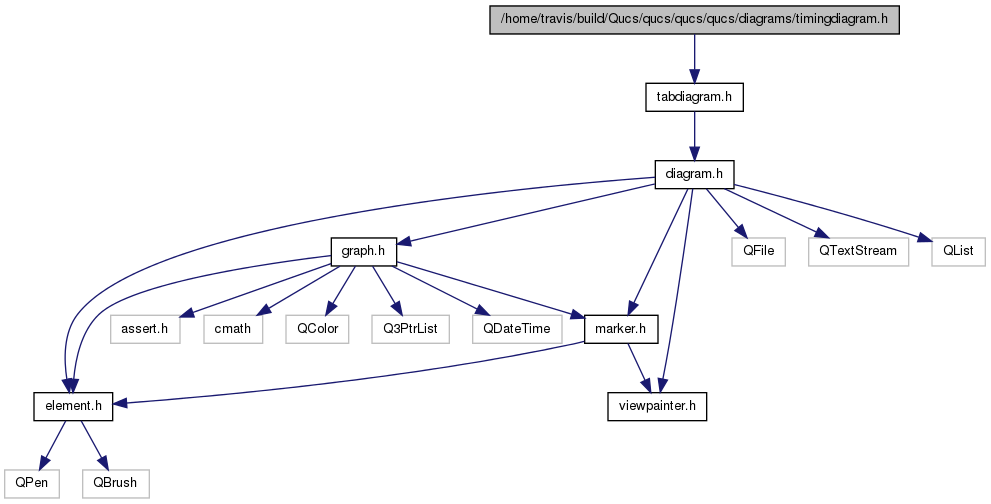 /home/travis/build/Qucs/qucs/qucs/qucs/diagrams/timingdiagram.h
tabdiagram.h
diagram.h
graph.h
QFile
QTextStream
QList
assert.h
cmath
QColor
Q3PtrList
QDateTime
marker.h
element.h
viewpainter.h
QPen
QBrush